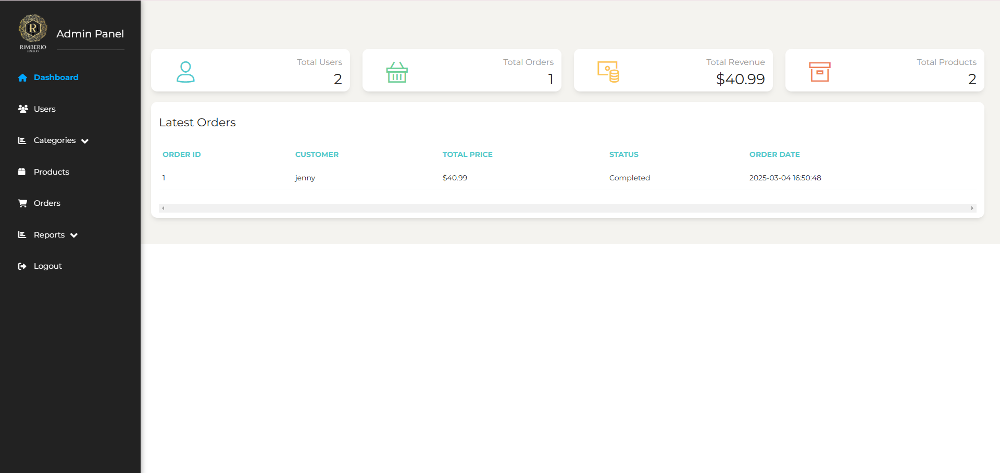 R
RIMBERIO
JEWELRY
Admin Panel
Dashboard
Users
Categories
Products
Orders
Reports
Logout
Total Users
2
Total Orders
1
Total Revenue
$40.99
Total Products
2
Latest Orders
ORDER ID CUSTOMER TOTAL PRICE STATUS ORDER DATE
1 jenny $40.99 Completed 2025-03-04 16:50:48